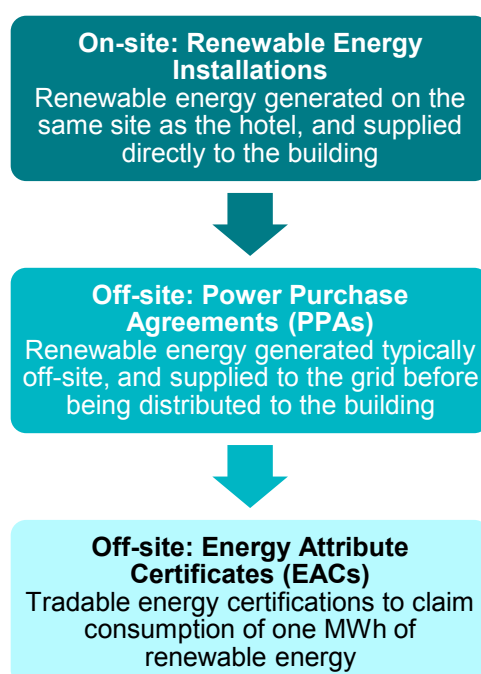 On-site: Renewable Energy
Installations
Renewable energy generated on the
same site as the hotel, and supplied
directly to the building
Off-site: Power Purchase
Agreements (PPAs)
Renewable energy generated typically
off-site, and supplied to the grid before
being distributed to the building
Off-site: Energy Attribute
Certificates (EACs)
Tradable energy certifications to claim
consumption of one MWh of
renewable energy